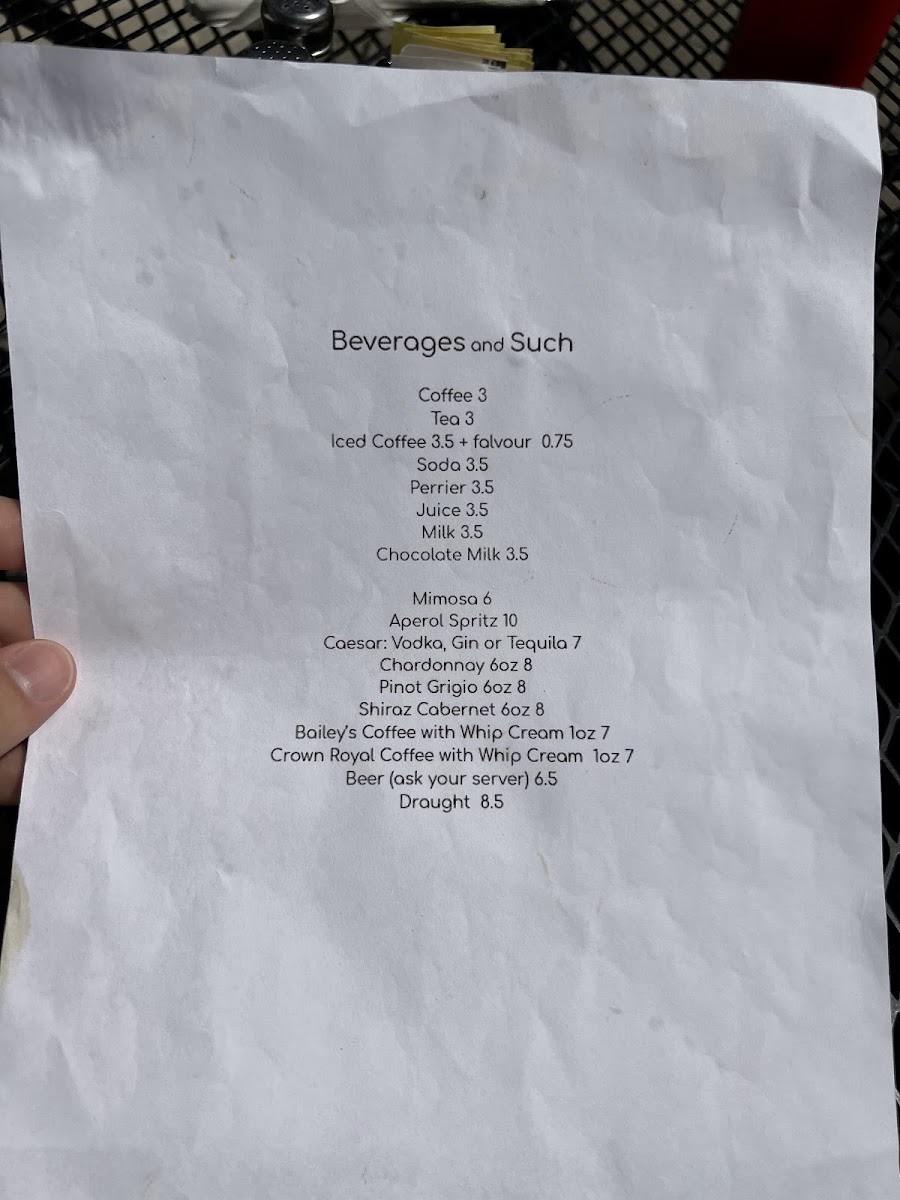 Beverages and Such
Coffee 3
Tea 3
Iced Coffee 3.5 + falvour 0.75
Soda 3.5
Perrier 3.5
Juice 3.5
Milk 3.5
Chocolate Milk 3.5
Mimosa 6
Aperol Spritz 10
Caesar: Vodka, Gin or Tequila 7
Chardonnay 6oz 8
Pinot Grigio 6oz 8
Shiraz Cabernet 6oz 8
Bailey's Coffee with Whip Cream 1oz 7
Crown Royal Coffee with Whip Cream 1oz 7
Beer (ask your server) 6.5
Draught 8.5